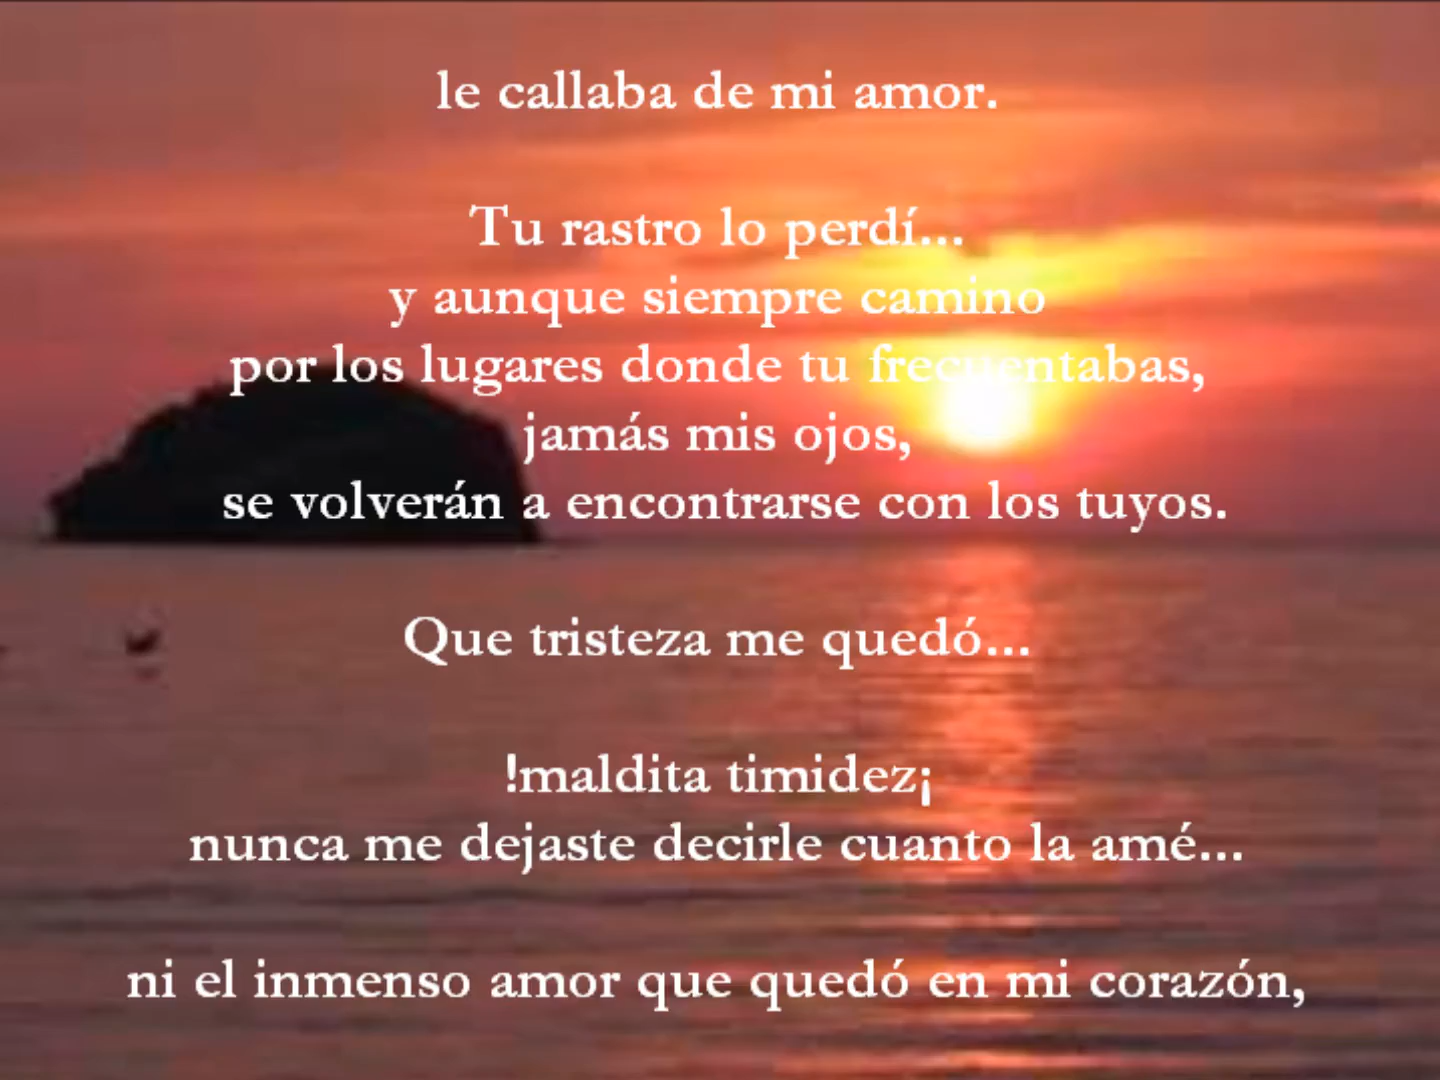 le callaba de mi amor.
Tu rastro lo perdí...
y aunque siempre camino
por los lugares donde tu frecuentabas,
jamás mis ojos,
se volverán a encontrarse con los tuyos.
Que tristeza me quedó...
!maldita timidez¡
nunca me dejaste decirle cuanto la amé...
ni el inmenso amor que quedó en mi corazón,